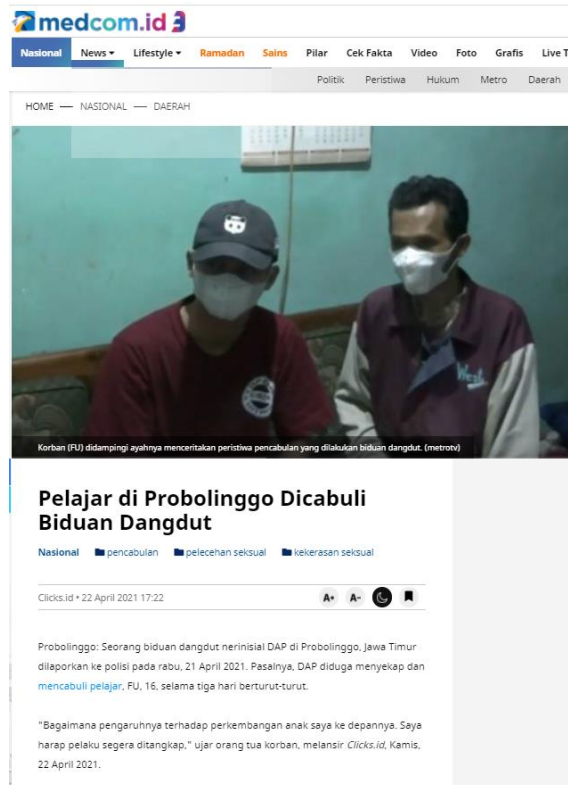 medcom.id
Nasional News Lifestyle Ramadan Sains Pilar Cek Fakta Video Foto Grafis Live T
Politik Peristiwa Hukum Metro Daerah
HOME — NASIONAL — DAERAH
Korban (FU) didampingi ayahnya menceritakan peristiwa pencabulan yang dilakukan biduan dangdut. (metrotv)
Pelajar di Probolinggo Dicabuli
Biduan Dangdut
Nasional pencabulan pelecehan seksual kekerasan seksual
Clicks.id • 22 April 2021 17:22 A+ A-
Probolinggo: Seorang biduan dangdut nerinisial DAP di Probolinggo, Jawa Timur
dilaporkan ke polisi pada rabu, 21 April 2021. Pasalnya, DAP diduga menyekap dan
mencabuli pelajar, FU, 16, selama tiga hari berturut-turut.
"Bagaimana pengaruhnya terhadap perkembangan anak saya ke depannya. Saya
harap pelaku segera ditangkap," ujar orang tua korban, melansir Clicks.id, Kamis,
22 April 2021.